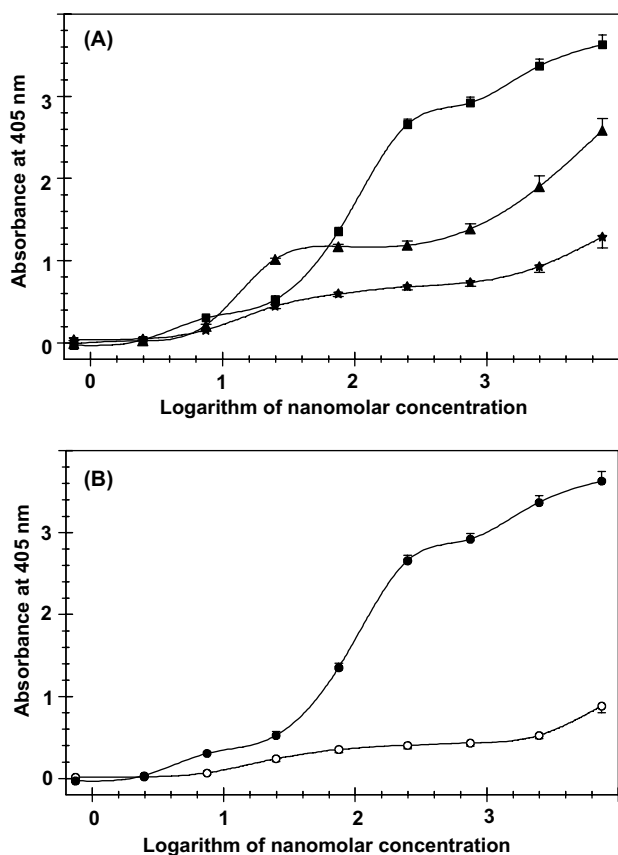 (A)
Absorbance at 405 nm
3
2
1
0
0 1 2 3
Logarithm of nanomolar concentration
(B)
Absorbance at 405 nm
3
2
1
0
0 1 2 3
Logarithm of nanomolar concentration